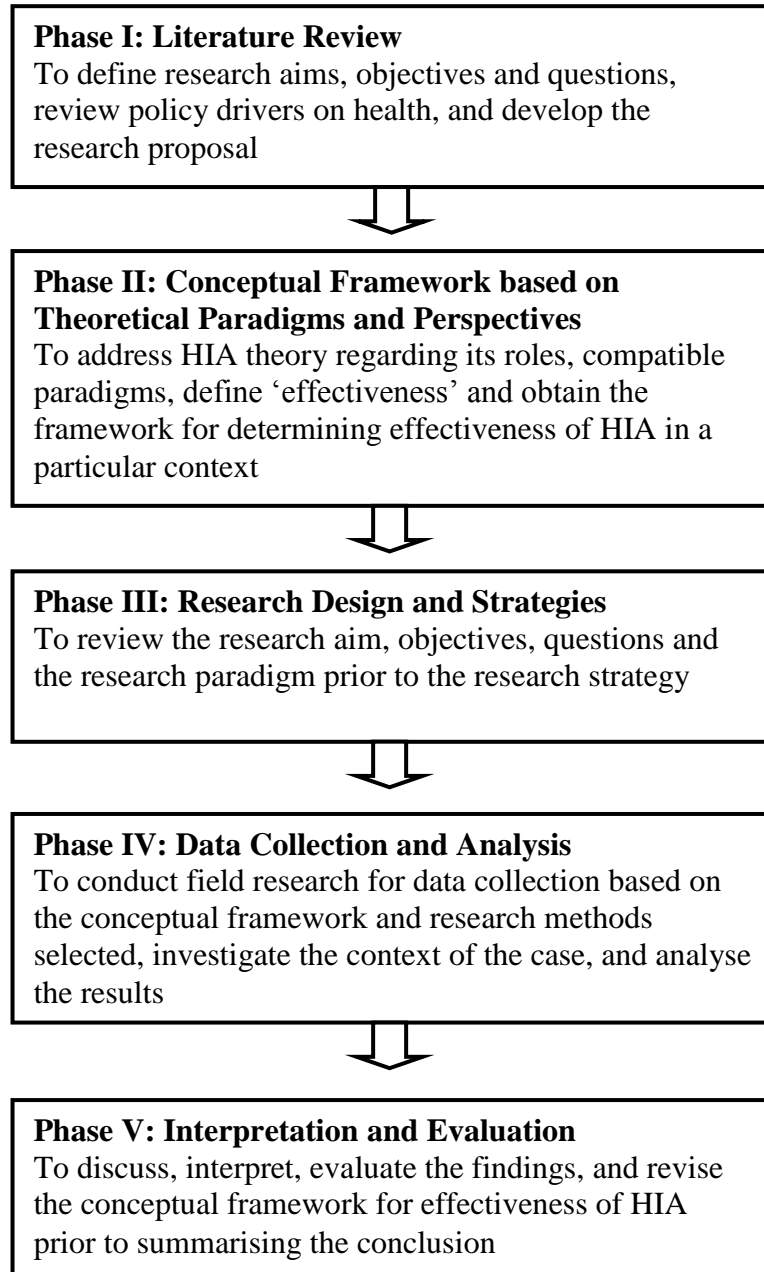 Phase I: Literature Review
To define research aims, objectives and questions,
review policy drivers on health, and develop the
research proposal
Phase II: Conceptual Framework based on
Theoretical Paradigms and Perspectives
To address HIA theory regarding its roles, compatible
paradigms, define ‘effectiveness’ and obtain the
framework for determining effectiveness of HIA in a
particular context
Phase III: Research Design and Strategies
To review the research aim, objectives, questions and
the research paradigm prior to the research strategy
Phase IV: Data Collection and Analysis
To conduct field research for data collection based on
the conceptual framework and research methods
selected, investigate the context of the case, and analyse
the results
Phase V: Interpretation and Evaluation
To discuss, interpret, evaluate the findings, and revise
the conceptual framework for effectiveness of HIA
prior to summarising the conclusion